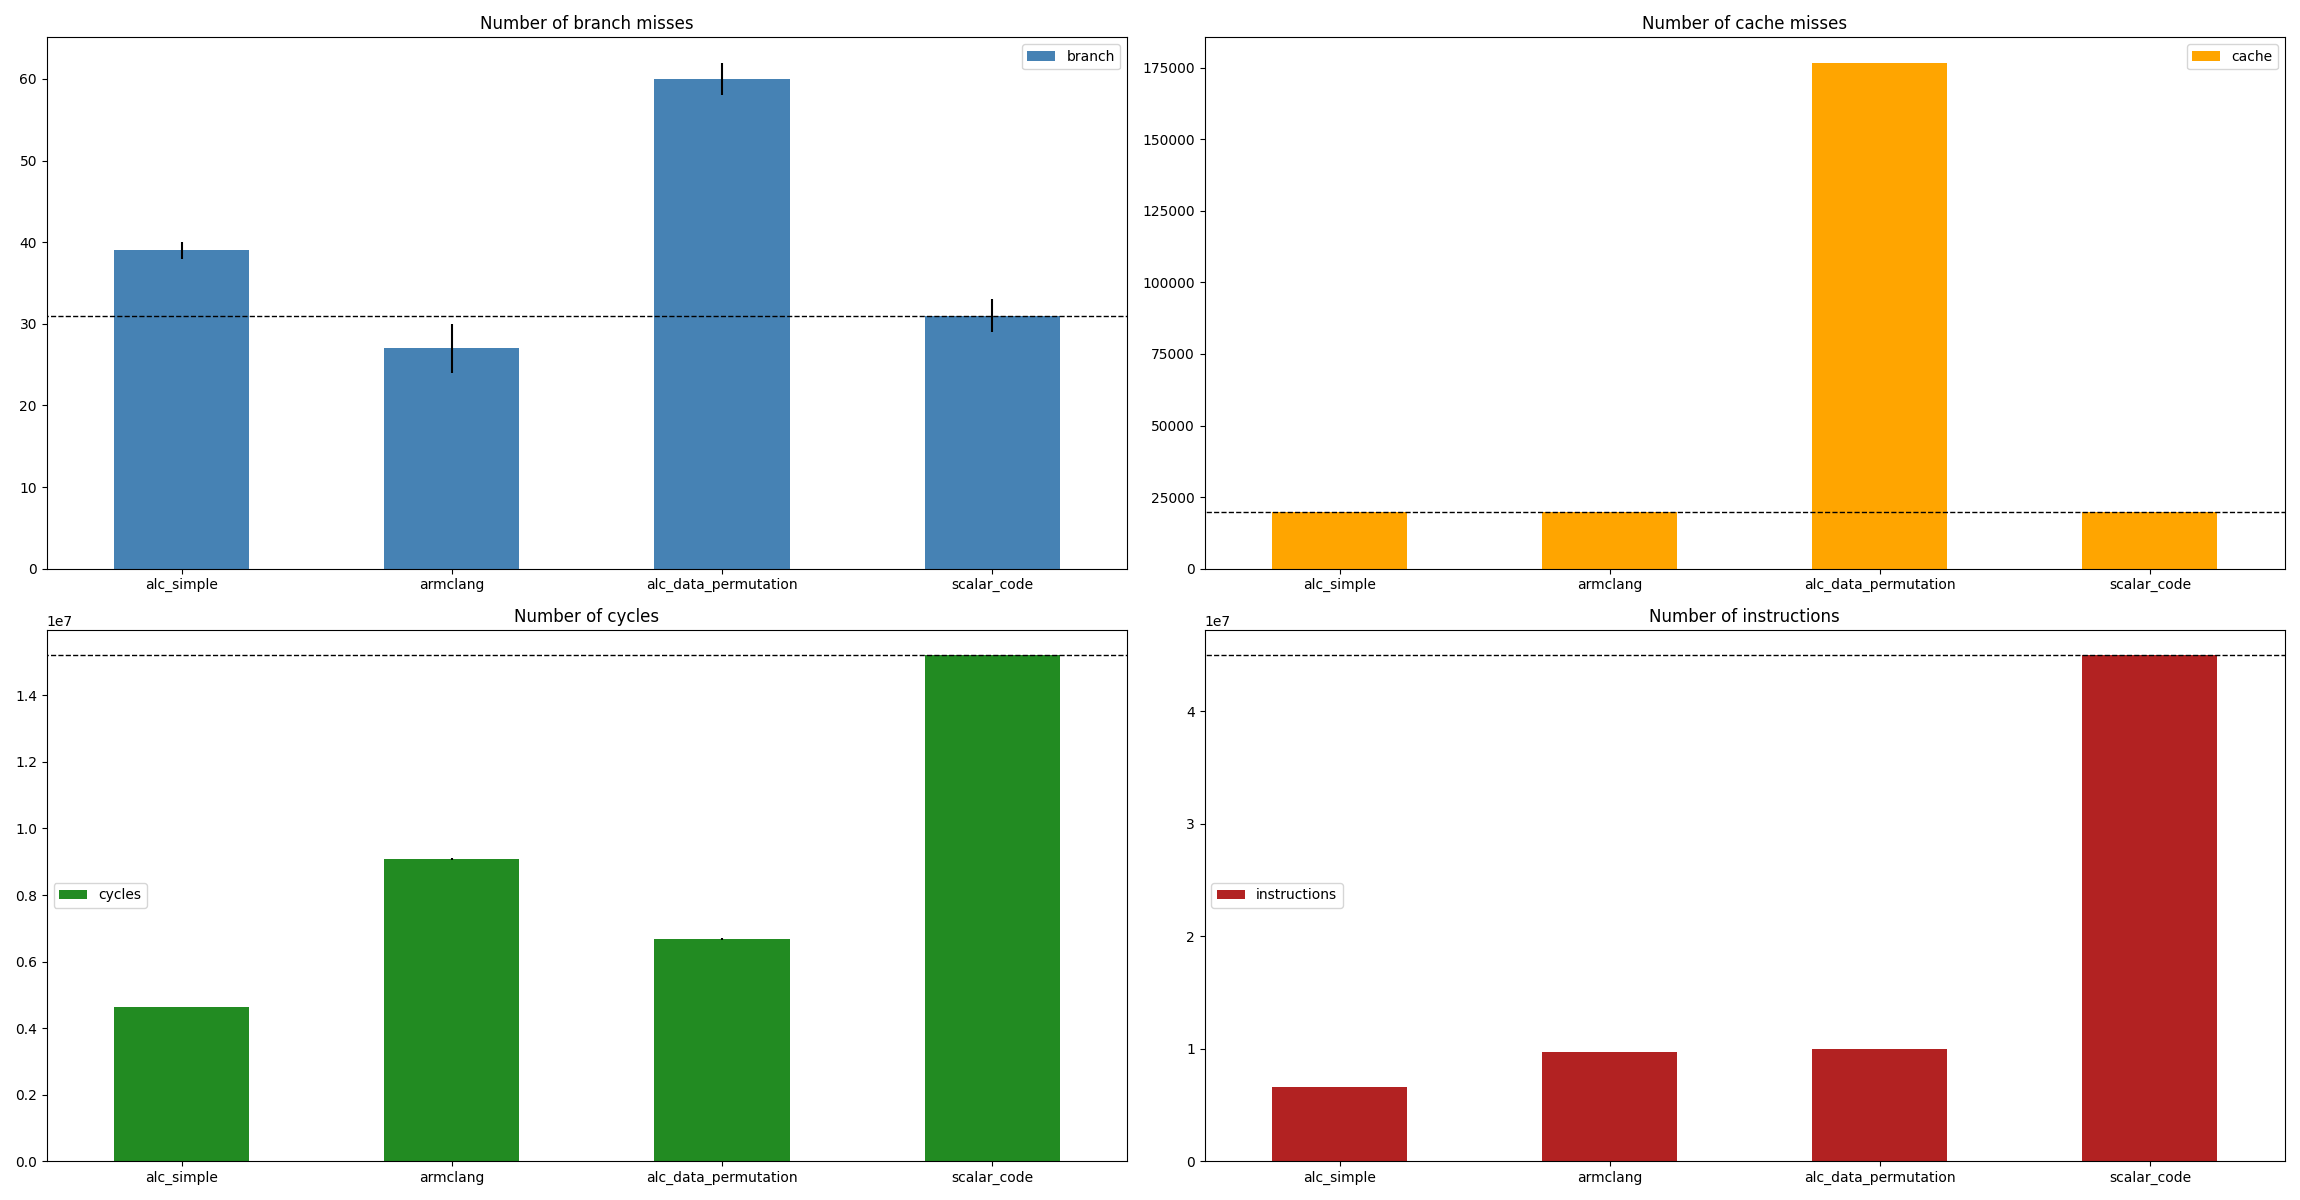 Number of branch misses
branch
60
50
40
30
20
10
0
alc_simple armclang alc_data_permutation scalar_code
Number of cache misses
cache
175000
150000
125000
100000
75000
50000
25000
0
alc_simple armclang alc_data_permutation scalar_code
Number of cycles
1e7
1.4
1.2
1.0
0.8
cycles
0.6
0.4
0.2
0.0
alc_simple armclang alc_data_permutation scalar_code
Number of instructions
1e7
4
3
instructions
2
1
0
alc_simple armclang alc_data_permutation scalar_code